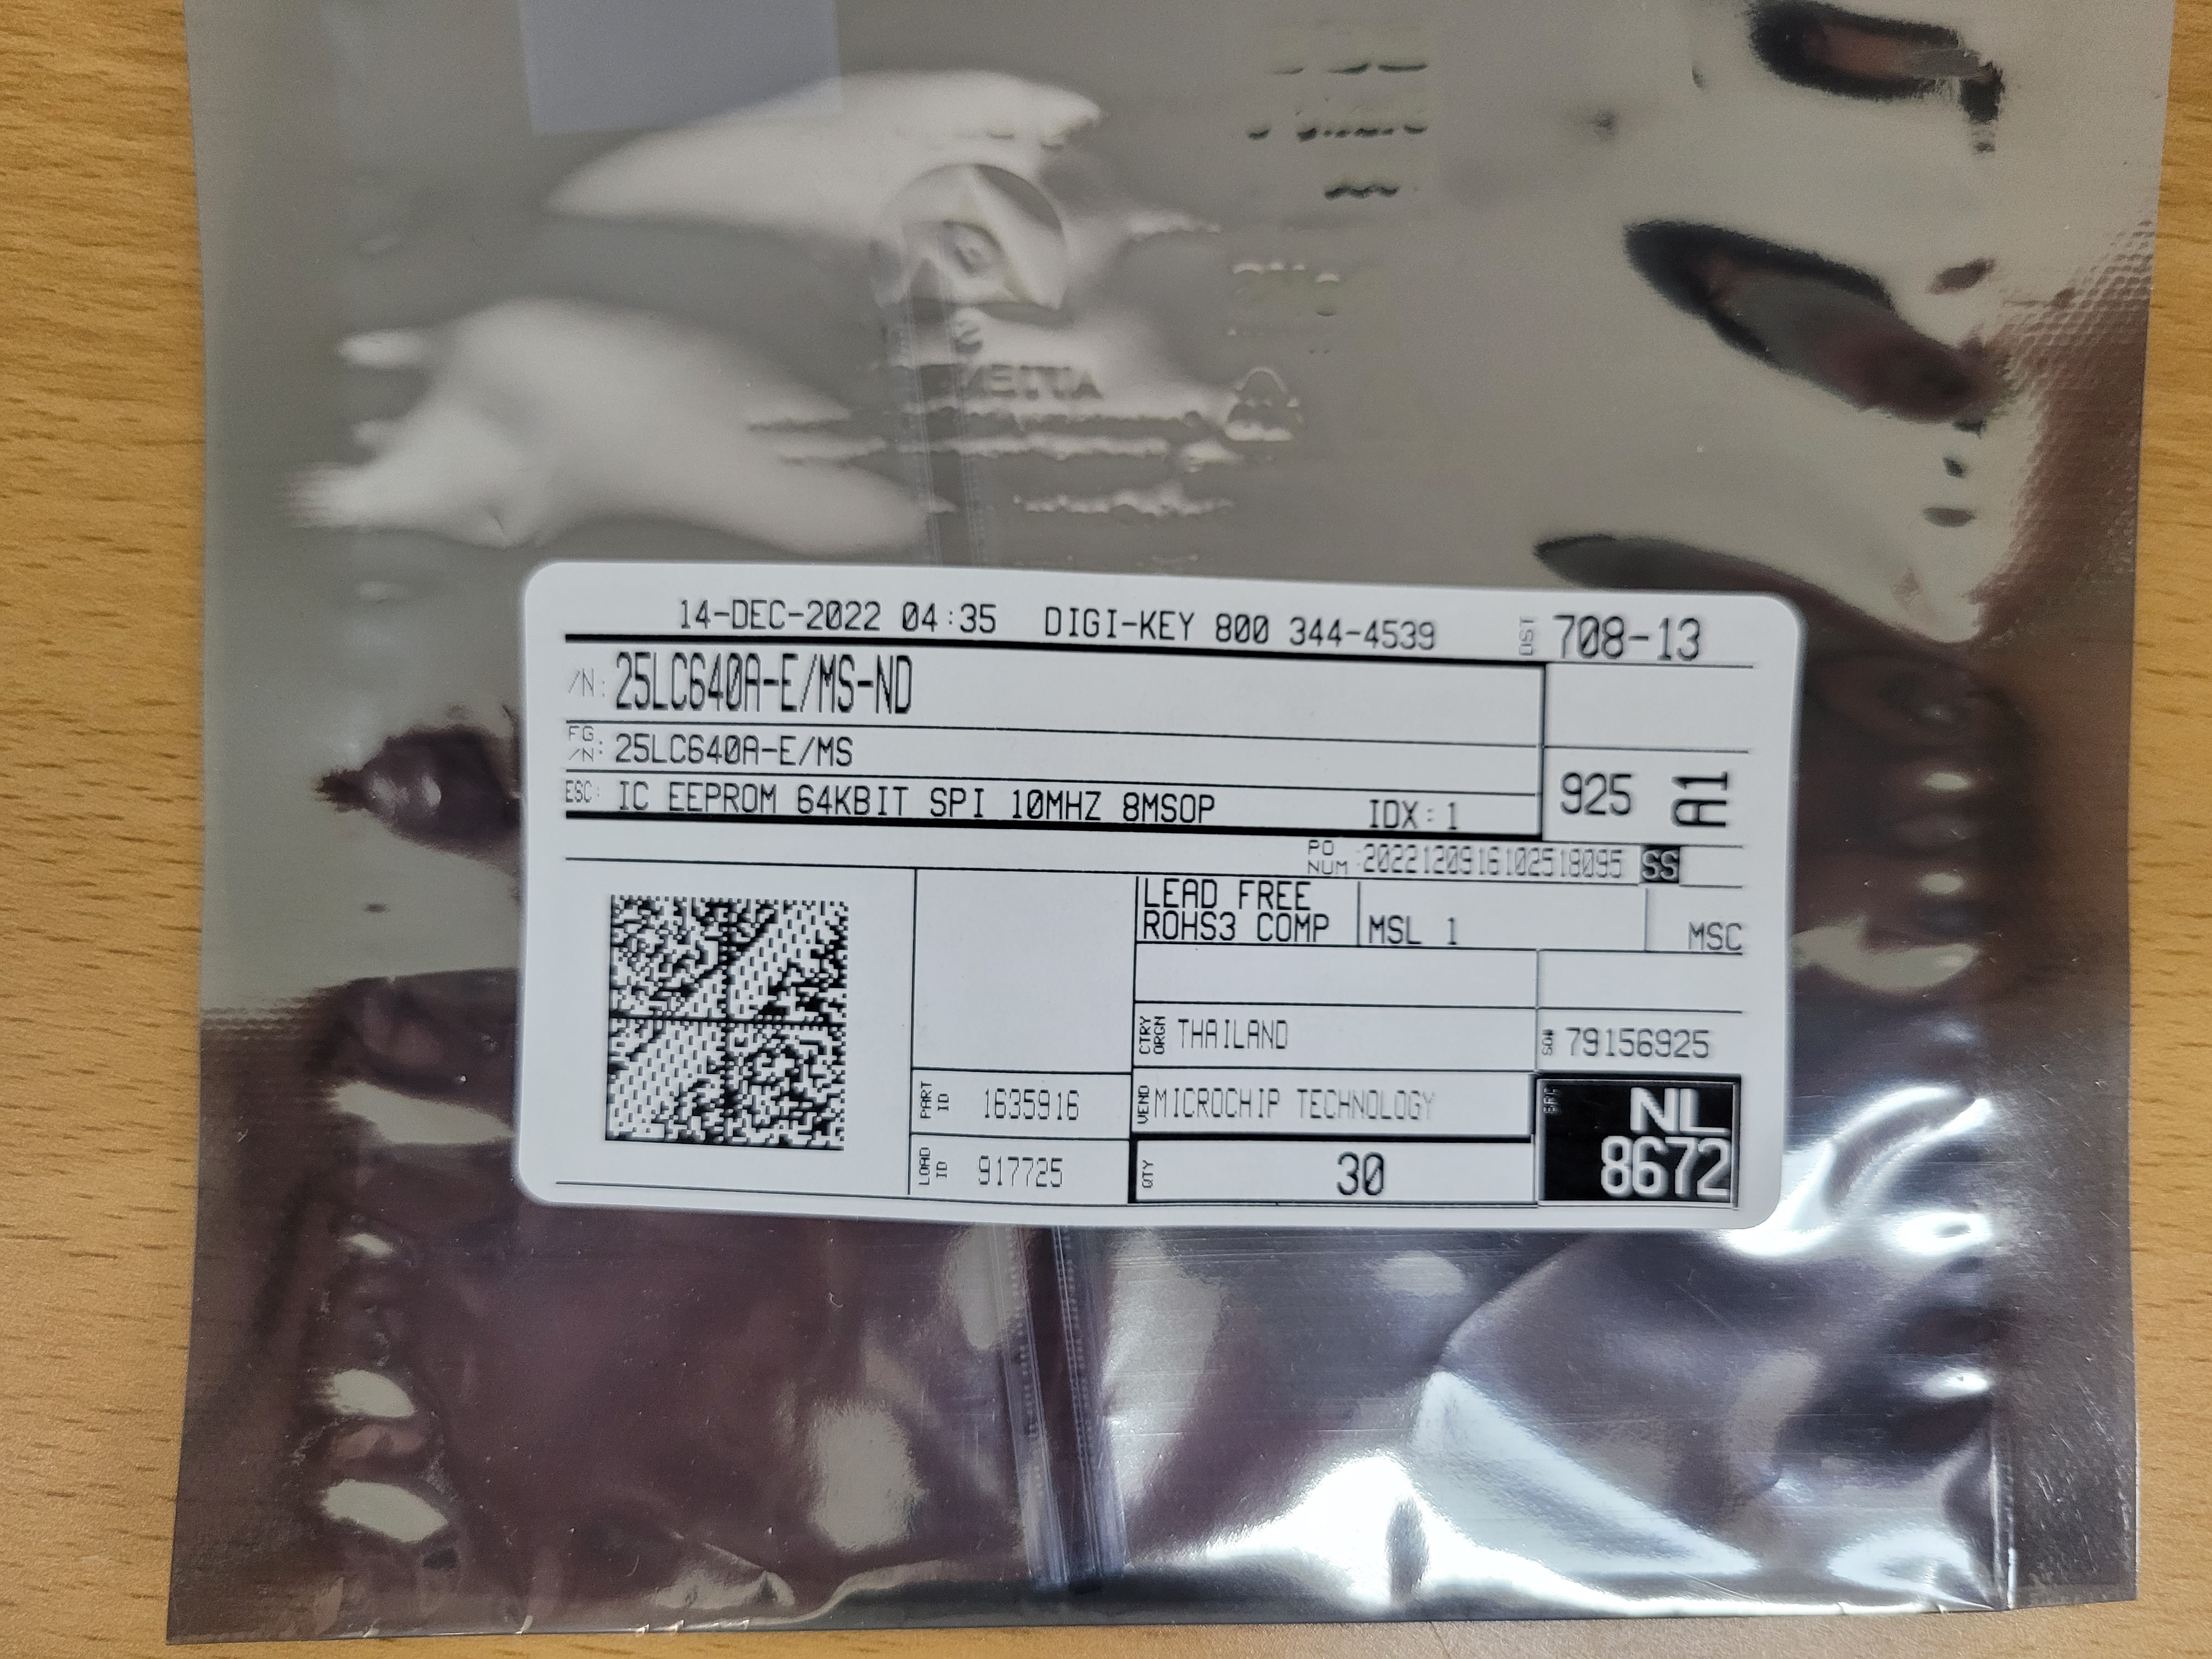 14-DEC-2022 04:35 DIGI-KEY 800 344-4539 DST 708-13
/N: 25LC640A-E/MS-ND
FG
/N: 25LC640A-E/MS
ESC: IC EEPROM 64KBIT SPI 10MHZ 8MSOP IDX: 1
925 A1
PO
NUM :2022120916102518095 SS
LEAD FREE
ROHS3 COMP MSL 1 MSC
CTRY
ORGN THAILAND
SO# 79156925
PART
ID 1635916
VEND MICROCHIP TECHNOLOGY
NL
8672
LOAD
ID 917725
QTY 30